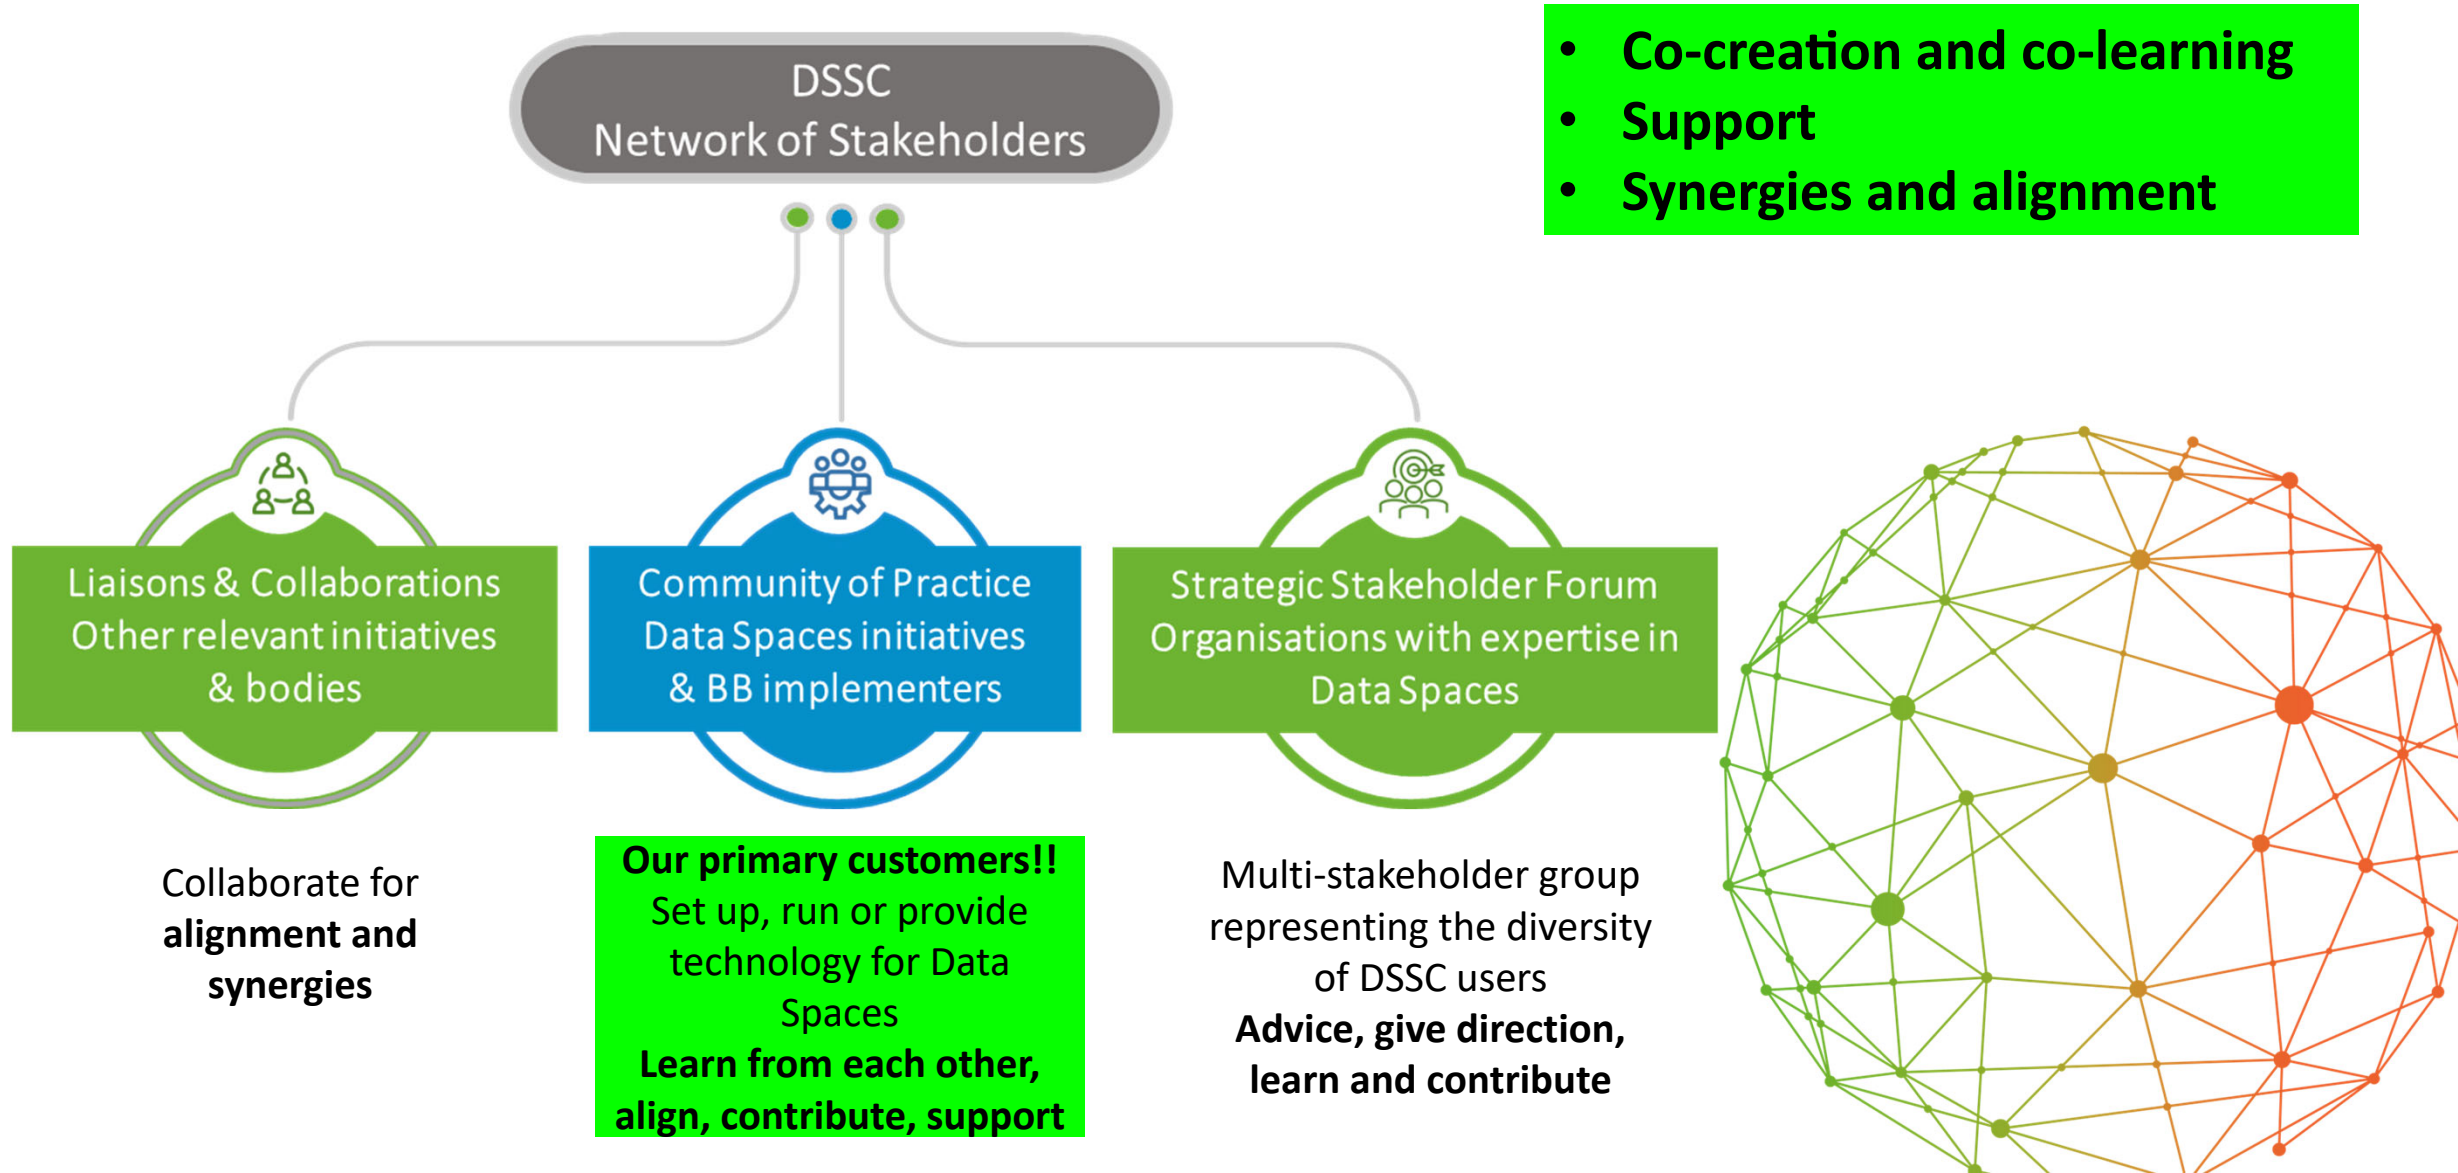 DSSC
Network of Stakeholders
• Co-creation and co-learning
• Support
• Synergies and alignment
Liaisons & Collaborations
Other relevant initiatives
& bodies
Community of Practice
Data Spaces initiatives
& BB implementers
Strategic Stakeholder Forum
Organisations with expertise in
Data Spaces
Collaborate for
alignment and
synergies
Our primary customers!!
Set up, run or provide
technology for Data
Spaces
Learn from each other,
align, contribute, support
Multi-stakeholder group
representing the diversity
of DSSC users
Advice, give direction,
learn and contribute